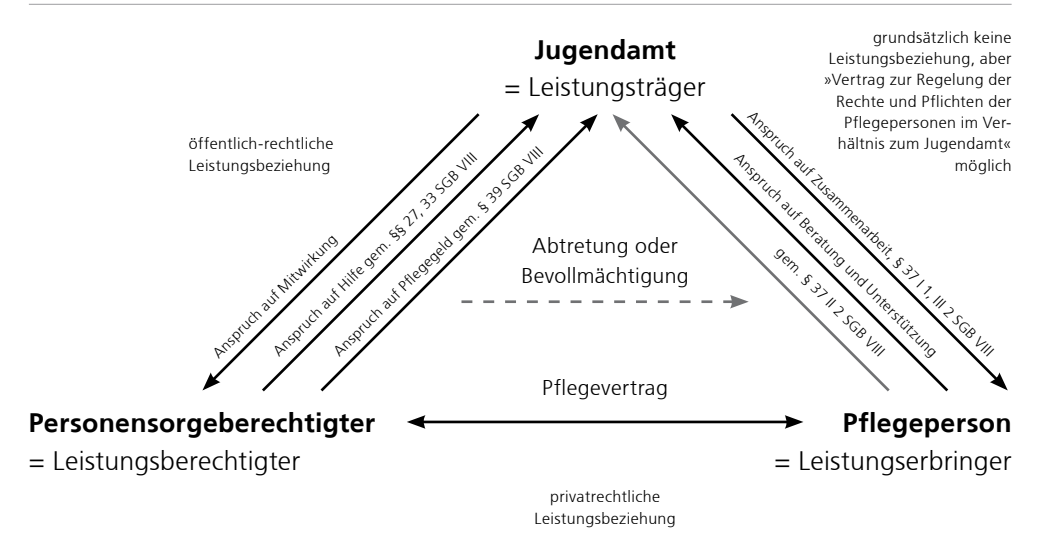 Jugendamt
= Leistungsträger
grundsätzlich keine
Leistungsbeziehung, aber
»Vertrag zur Regelung der
Rechte und Pflichten der
Pflegepersonen im Ver-
hältnis zum Jugendamt«
möglich
öffentlich-rechtliche
Leistungsbeziehung
Anspruch auf Mitwirkung
Anspruch auf Hilfe gem. §§ 27, 33 SGB VIII
Anspruch auf Pflegegeld gem. § 39 SGB VIII
Abtretung oder
Bevollmächtigung
Anspruch auf Zusammenarbeit, § 37 I 1, III 2 SGB VIII
Anspruch auf Beratung und Unterstützung
gem. § 37 II 2 SGB VIII
Pflegevertrag
Personensorgeberechtigter
= Leistungsberechtigter
Pflegeperson
= Leistungserbringer
privatrechtliche
Leistungsbeziehung